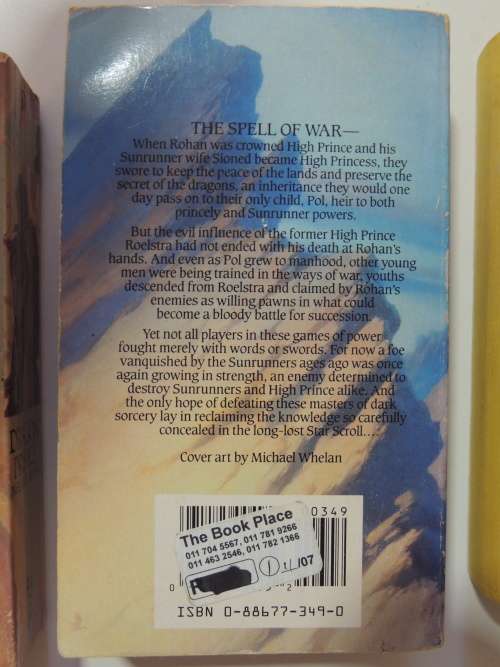 THE SPELL OF WAR—
When Rohan was crowned High Prince and his
Sunrunner wife Sioned became High Princess, they
swore to keep the peace of the lands and preserve the
secret of the dragons, an inheritance they would one
day pass on to their only child, Pol, heir to both
princely and Sunrunner powers.
But the evil influence of the former High Prince
Roelstra had not ended with his death at Rohan's
hands. And even as Pol grew to manhood, other young
men were being trained in the ways of war, youths
descended from Roelstra and claimed by Rohan's
enemies as willing pawns in what could
become a bloody battle for succession.
Yet not all players in these games of power
fought merely with words or swords. For now a foe
vanquished by the Sunrunners ages ago was once
again growing in strength, an enemy determined to
destroy Sunrunners and High Prince alike. And
the only hope of defeating these masters of dark
sorcery lay in reclaiming the knowledge so carefully
concealed in the long-lost Star Scroll....
Cover art by Michael Whelan
0349
The Book Place
011 704 5567, 011 781 9266
011 463 2546, 011 782 1366
R
1
/07
0
2
ISBN 0-88677-349-0